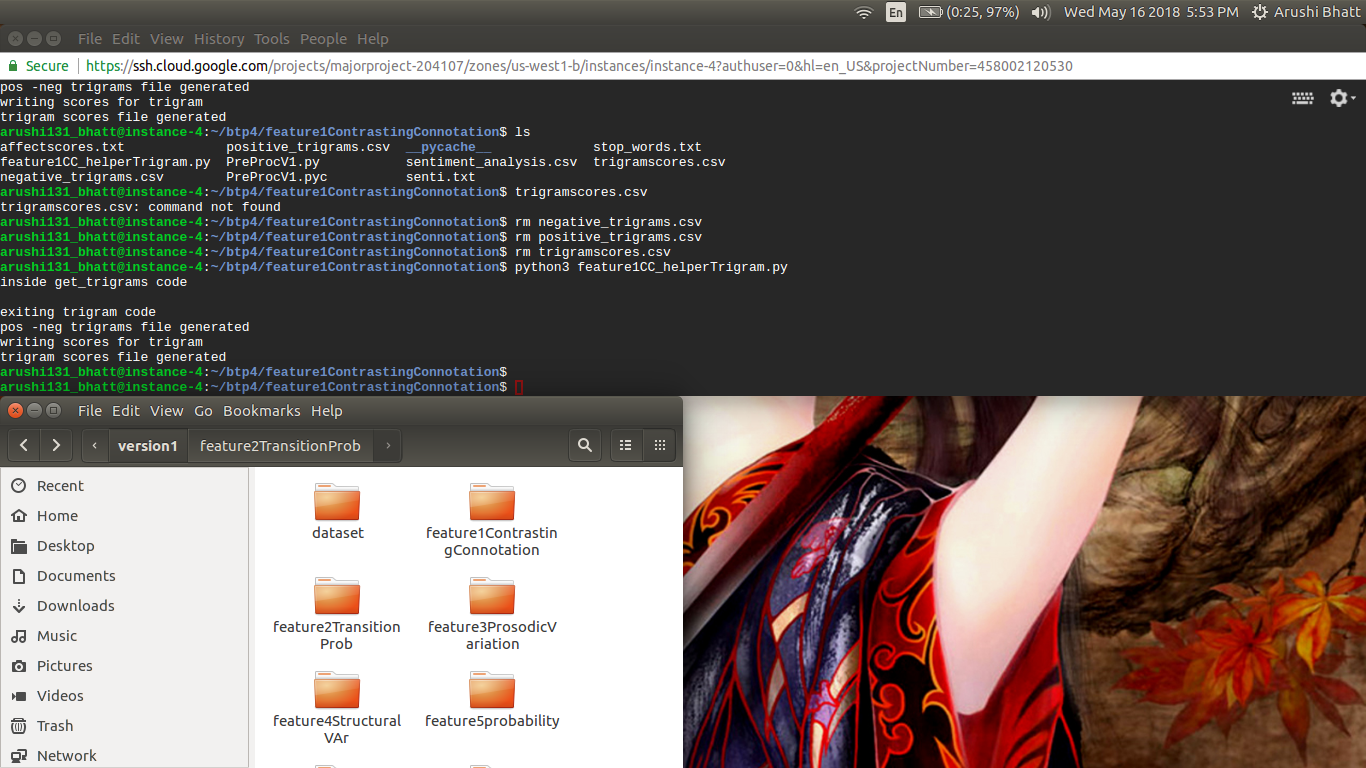 En (0:25, 97%) Wed May 16 2018 5:53 PM Arushi Bhatt
File Edit View History Tools People Help
Secure https://ssh.cloud.google.com/projects/majorproject-204107/zones/us-west1-b/instances/instance-4?authuser=0&hl=en_US&projectNumber=458002120530
pos -neg trigrams file generated
writing scores for trigram
trigram scores file generated
arushi131_bhatt@instance-4:~/btp4/feature1ContrastingConnotation$ ls
affectscores.txt positive_trigrams.csv __pycache__ stop_words.txt
feature1CC_helperTrigram.py PreProcV1.py sentiment_analysis.csv trigramscores.csv
negative_trigrams.csv PreProcV1.pyc senti.txt
arushi131_bhatt@instance-4:~/btp4/feature1ContrastingConnotation$ trigramscores.csv
trigramscores.csv: command not found
arushi131_bhatt@instance-4:~/btp4/feature1ContrastingConnotation$ rm negative_trigrams.csv
arushi131_bhatt@instance-4:~/btp4/feature1ContrastingConnotation$ rm positive_trigrams.csv
arushi131_bhatt@instance-4:~/btp4/feature1ContrastingConnotation$ rm trigramscores.csv
arushi131_bhatt@instance-4:~/btp4/feature1ContrastingConnotation$ python3 feature1CC_helperTrigram.py
inside get_trigrams code
exiting trigram code
pos -neg trigrams file generated
writing scores for trigram
trigram scores file generated
arushi131_bhatt@instance-4:~/btp4/feature1ContrastingConnotation$
arushi131_bhatt@instance-4:~/btp4/feature1ContrastingConnotation$
File Edit View Go Bookmarks Help
version1 feature2TransitionProb
Recent
Home
Desktop
Documents
Downloads
Music
Pictures
Videos
Trash
Network
dataset
feature1Contrastin
gConnotation
feature2Transition
Prob
feature3ProsodicV
ariation
feature4Structural
VAr
feature5probability